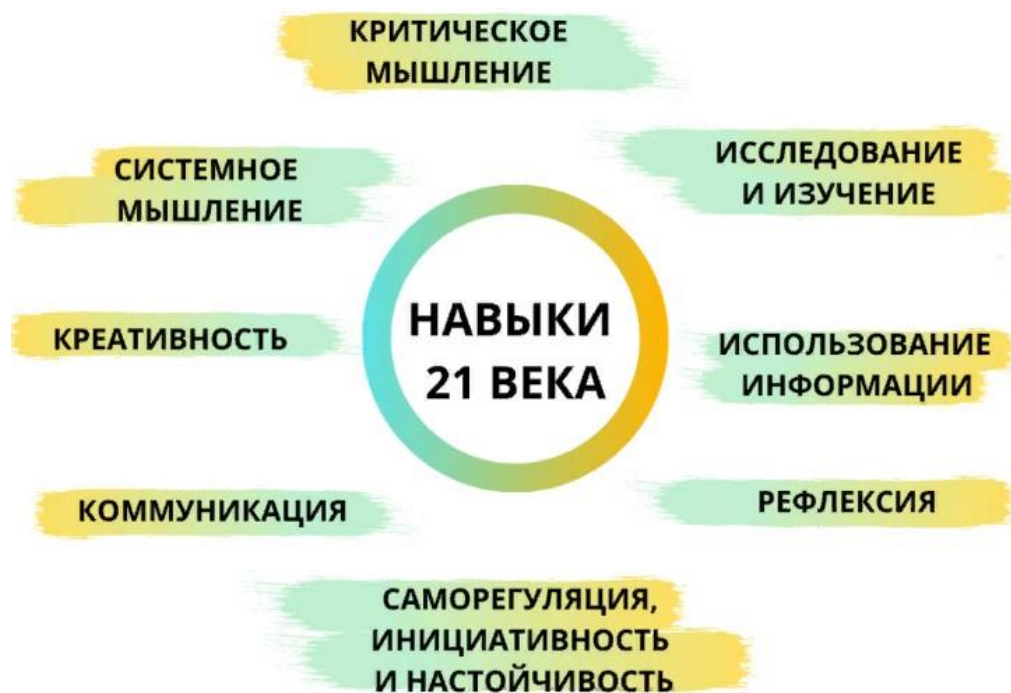 КРИТИЧЕСКОЕ
МЫШЛЕНИЕ
СИСТЕМНОЕ
МЫШЛЕНИЕ
ИССЛЕДОВАНИЕ
И ИЗУЧЕНИЕ
НАВЫКИ
21 ВЕКА
КРЕАТИВНОСТЬ
ИСПОЛЬЗОВАНИЕ
ИНФОРМАЦИИ
КОММУНИКАЦИЯ
РЕФЛЕКСИЯ
САМОРЕГУЛЯЦИЯ,
ИНИЦИАТИВНОСТЬ
И НАСТОЙЧИВОСТЬ